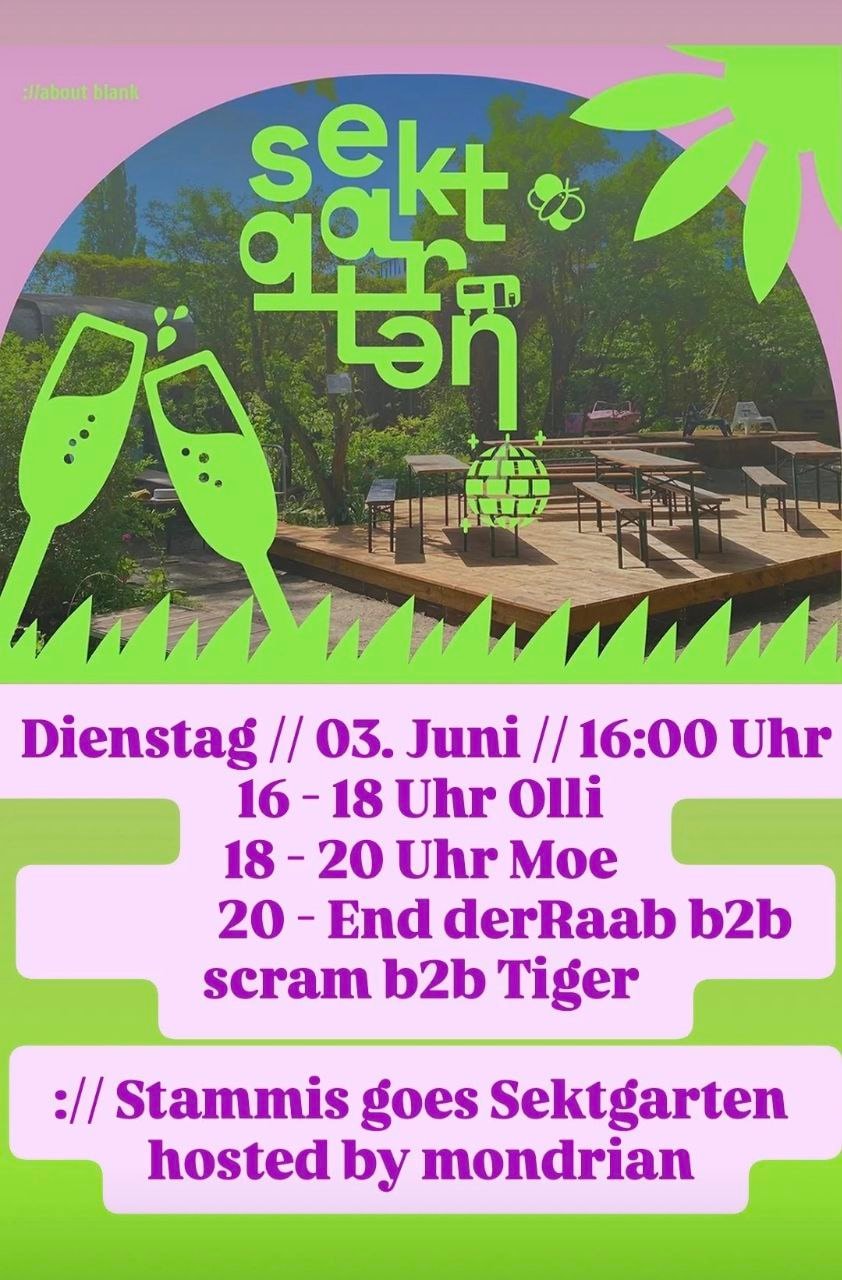 ://about blank
sekt
gar
ten
Dienstag // 03. Juni // 16:00 Uhr
16 - 18 Uhr Olli
18 - 20 Uhr Moe
20 - End derRaab b2b
scram b2b Tiger
:// Stammis goes Sektgarten
hosted by mondrian